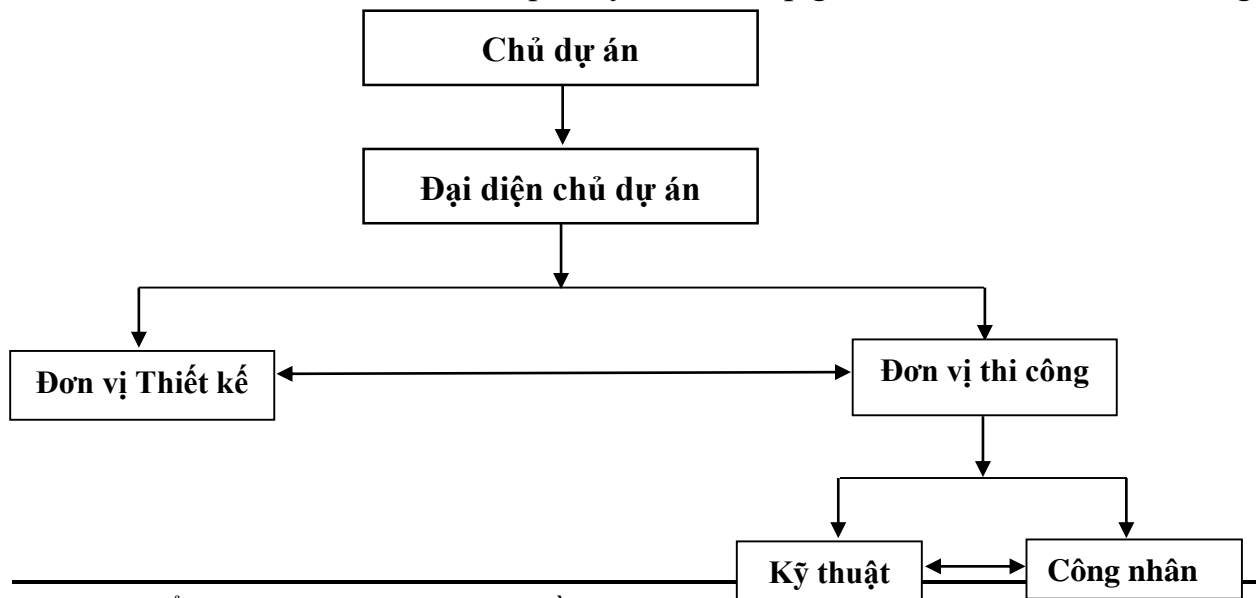 Chủ dự án
Đại diện chủ dự án
Đơn vị Thiết kế
Đơn vị thi công
Kỹ thuật
Công nhân